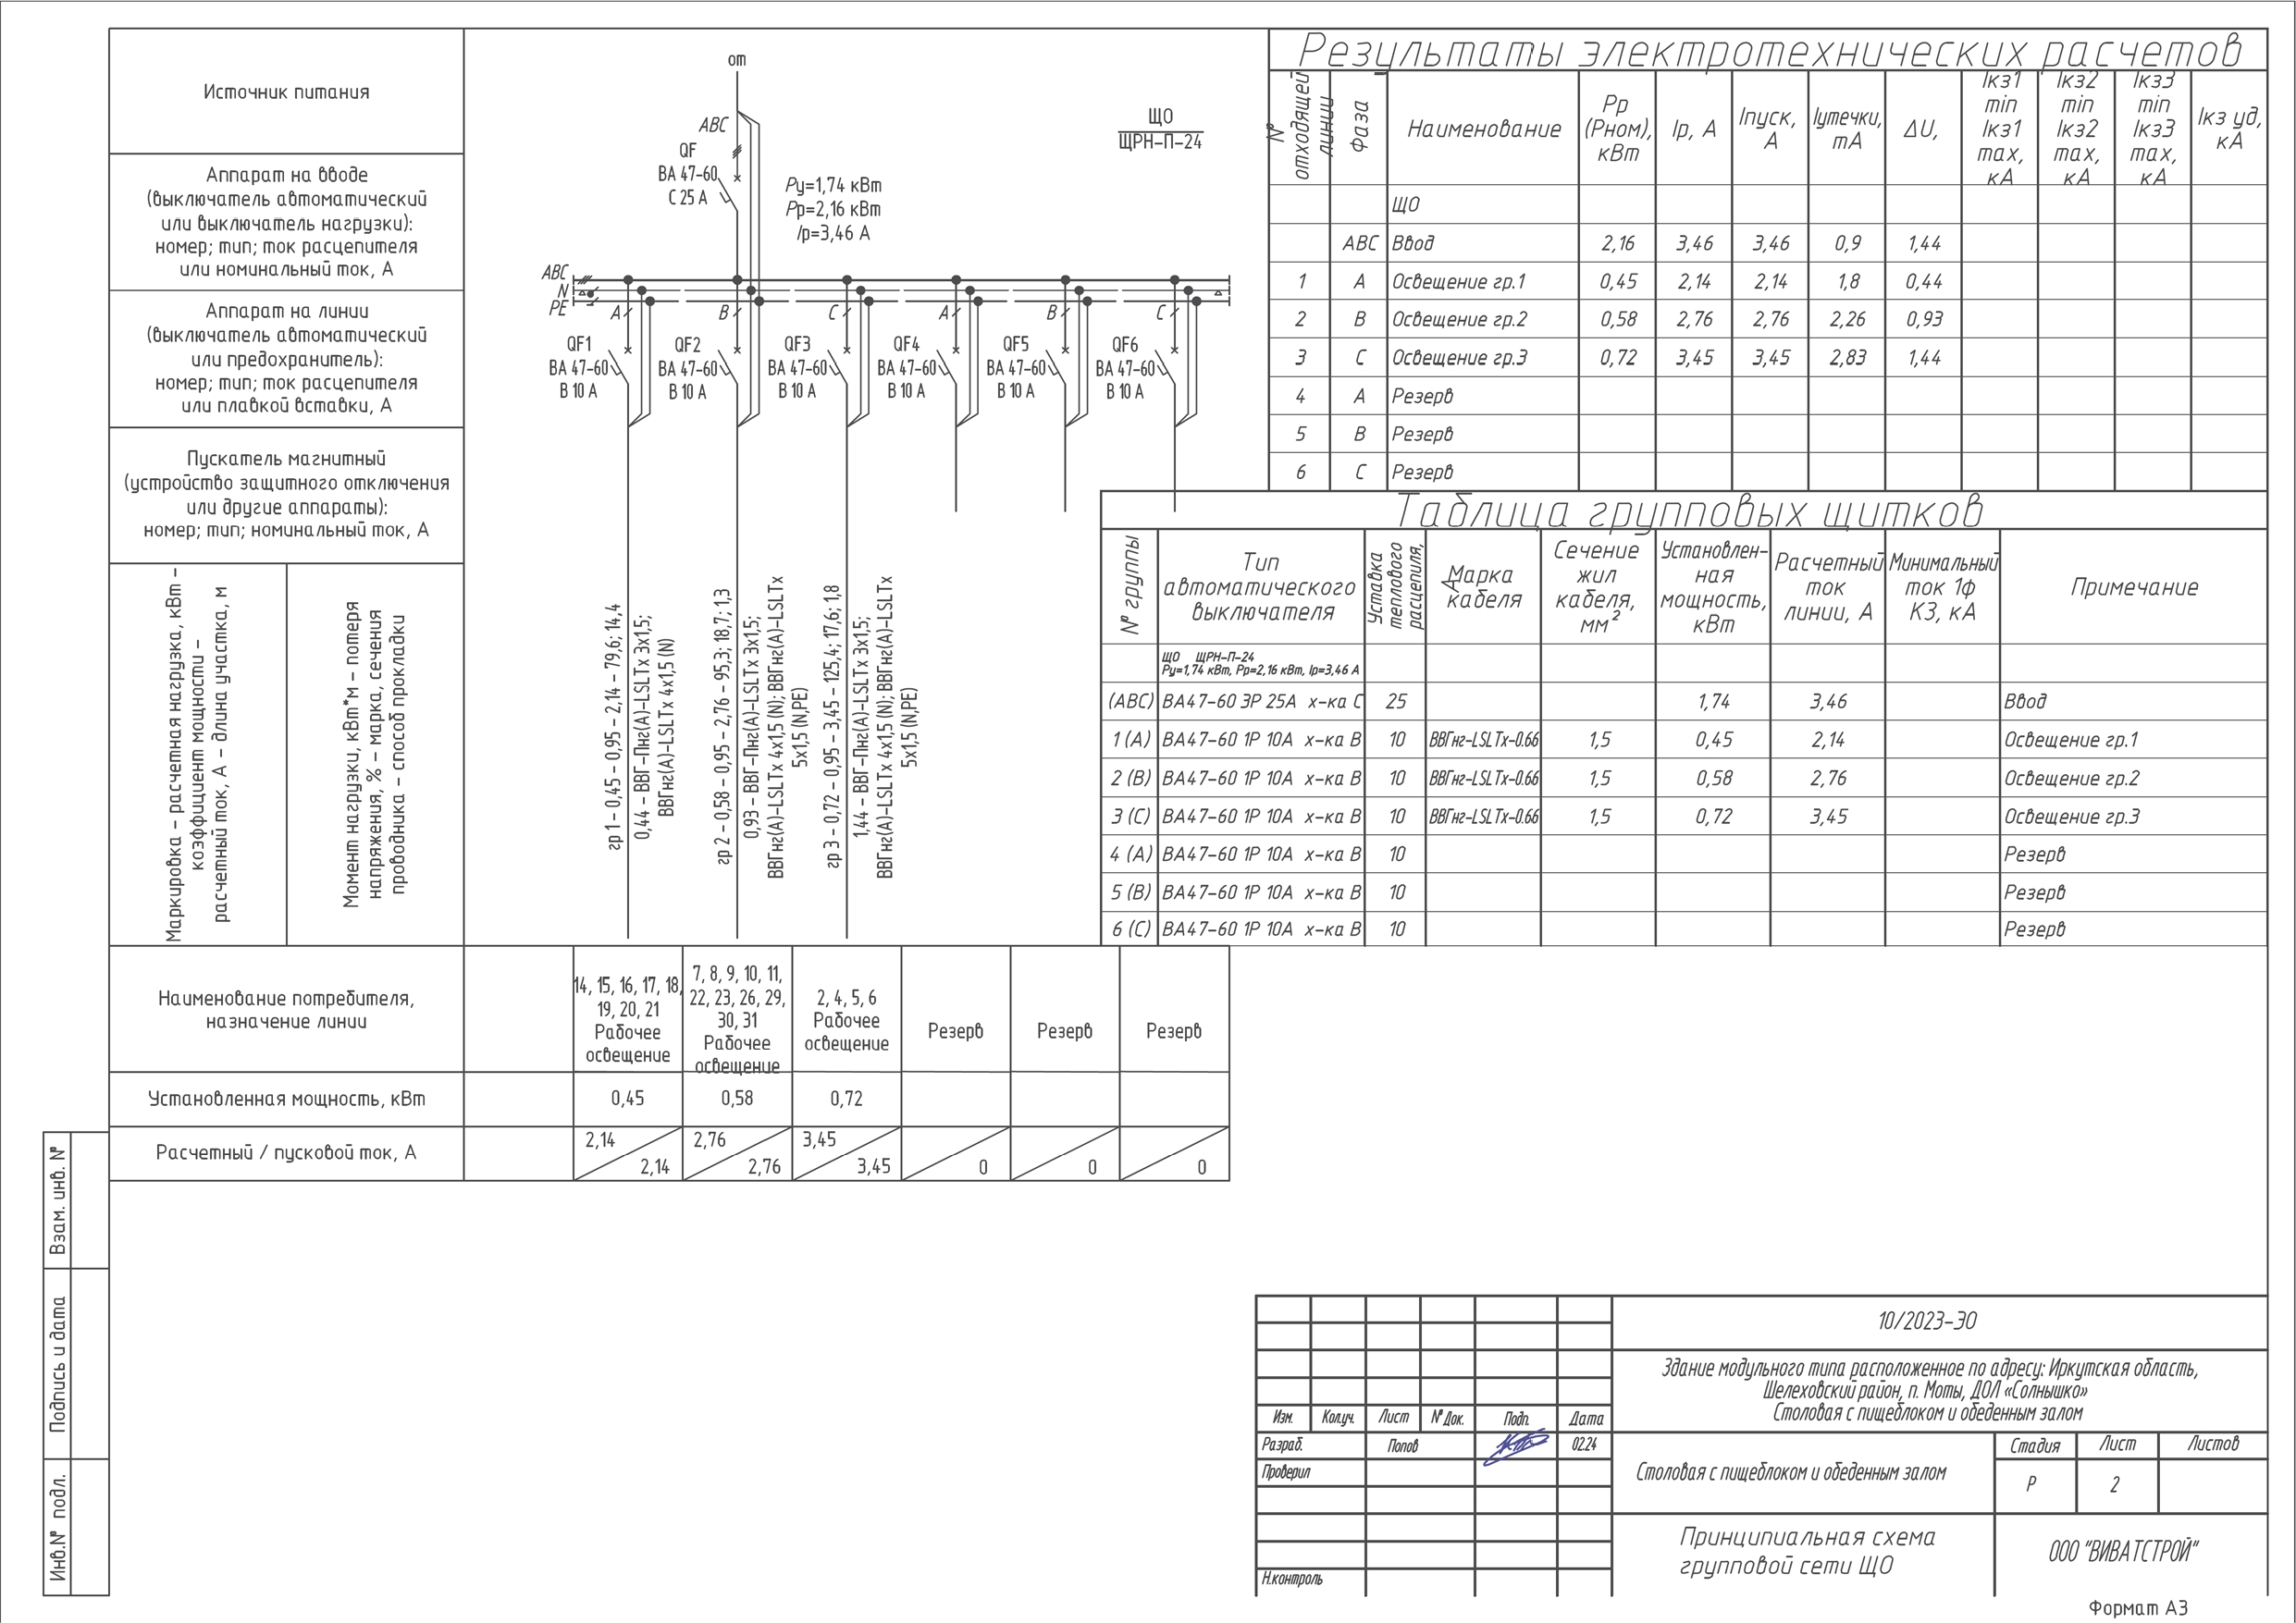 Источник питания
Аппарат на вводе
(выключатель автоматический
или выключатель нагрузки):
номер; тип; ток расцепителя
или номинальный ток, А
Аппарат на линии
(выключатель автоматический
или предохранитель):
номер; тип; ток расцепителя
или плавкой вставки, А
Пускатель магнитный
(устройство защитного отключения
или другие аппараты):
номер; тип; номинальный ток, А
Маркировка – расчетная нагрузка, кВт –
коэффициент мощности –
расчетный ток, А – длина участка, м
Момент нагрузки, кВт*м – потеря
напряжения, % – марка, сечения
проводника – способ прокладки
от
ABC
QF
ВА 47-60
С 25 А
Ру=1,74 кВт
Рр=2,16 кВт
Iр=3,46 А
ЩО
ЩРН-П-24
ABC
N
PE
A B C A B C
QF1 QF2 QF3 QF4 QF5 QF6
ВА 47-60 ВА 47-60 ВА 47-60 ВА 47-60 ВА 47-60 ВА 47-60
В 10 А В 10 А В 10 А В 10 А В 10 А В 10 А
гр 1 – 0,45 – 0,95 – 2,14 – 79,6; 14,4
0,44 – ВВГ-Пнг(А)-LSLTx 3x1,5;
ВВГнг(А)-LSLTx 4x1,5 (N)
гр 2 – 0,58 – 0,95 – 2,76 – 95,3; 18,7; 1,3
0,93 – ВВГ-Пнг(А)-LSLTx 3x1,5;
ВВГнг(А)-LSLTx 4x1,5 (N); ВВГнг(А)-LSLTx
5x1,5 (N,PE)
гр 3 – 0,72 – 0,95 – 3,45 – 125,4; 17,6; 1,8
1,44 – ВВГ-Пнг(А)-LSLTx 3x1,5;
ВВГнг(А)-LSLTx 4x1,5 (N); ВВГнг(А)-LSLTx
5x1,5 (N,PE)
Наименование потребителя,
назначение линии
14, 15, 16, 17, 18,
19, 20, 21
Рабочее
освещение
7, 8, 9, 10, 11,
22, 23, 26, 29,
30, 31
Рабочее
освещение
2, 4, 5, 6
Рабочее
освещение
Резерв
Резерв
Резерв
Установленная мощность, кВт 0,45 0,58 0,72
Расчетный / пусковой ток, А
2,14 2,76 3,45
2,14 2,76 3,45 0 0 0
Результаты электротехнических расчетов
№
отходящей
линии
Фаза
Наименование
Рр
(Рном),
кВт
Iр, А
Iпуск,
А
Iутечки,
mA
ΔU,
Iкз1
min
Iкз1
max,
кА
Iкз2
min
Iкз2
max,
кА
Iкз3
min
Iкз3
max,
кА
Iкз уд,
кА
ЩО
ABC Ввод 2,16 3,46 3,46 0,9 1,44
1 A Освещение гр.1 0,45 2,14 2,14 1,8 0,44
2 B Освещение гр.2 0,58 2,76 2,76 2,26 0,93
3 C Освещение гр.3 0,72 3,45 3,45 2,83 1,44
4 A Резерв
5 B Резерв
6 C Резерв
Таблица групповых щитков
№ группы
Тип
автоматического
выключателя
Уставка
теплового
расцепиля,
А
Марка
кабеля
Сечение
жил
кабеля,
мм²
Установлен-
ная
мощность,
кВт
Расчетный
ток
линии, А
Минимальный
ток 1ф
КЗ, кА
Примечание
ЩО ЩРН-П-24
Ру=1,74 кВт, Рр=2,16 кВт, Iр=3,46 А
(ABC) ВА47-60 3Р 25А х-ка С 25 1,74 3,46 Ввод
1 (A) ВА47-60 1Р 10А х-ка В 10 ВВГнг-LSLTx-0.66 1,5 0,45 2,14 Освещение гр.1
2 (B) ВА47-60 1Р 10А х-ка В 10 ВВГнг-LSLTx-0.66 1,5 0,58 2,76 Освещение гр.2
3 (C) ВА47-60 1Р 10А х-ка В 10 ВВГнг-LSLTx-0.66 1,5 0,72 3,45 Освещение гр.3
4 (A) ВА47-60 1Р 10А х-ка В 10 Резерв
5 (B) ВА47-60 1Р 10А х-ка В 10 Резерв
6 (C) ВА47-60 1Р 10А х-ка В 10 Резерв
Взам. инв. №
Подпись и дата
Инв.№ подл.
10/2023-ЭО
Здание модульного типа расположенное по адресу: Иркутская область,
Шелеховский район, п. Моты, ДОЛ «Солнышко»
Столовая с пищеблоком и обеденным залом
Изм. Кол.уч. Лист № Док. Подп. Дата
Разраб. Попов 02.24
Проверил
Н.контроль
Столовая с пищеблоком и обеденным залом
Стадия Лист Листов
Р 2
Принципиальная схема
групповой сети ЩО
ООО "ВИВАТСТРОЙ"
Формат А3